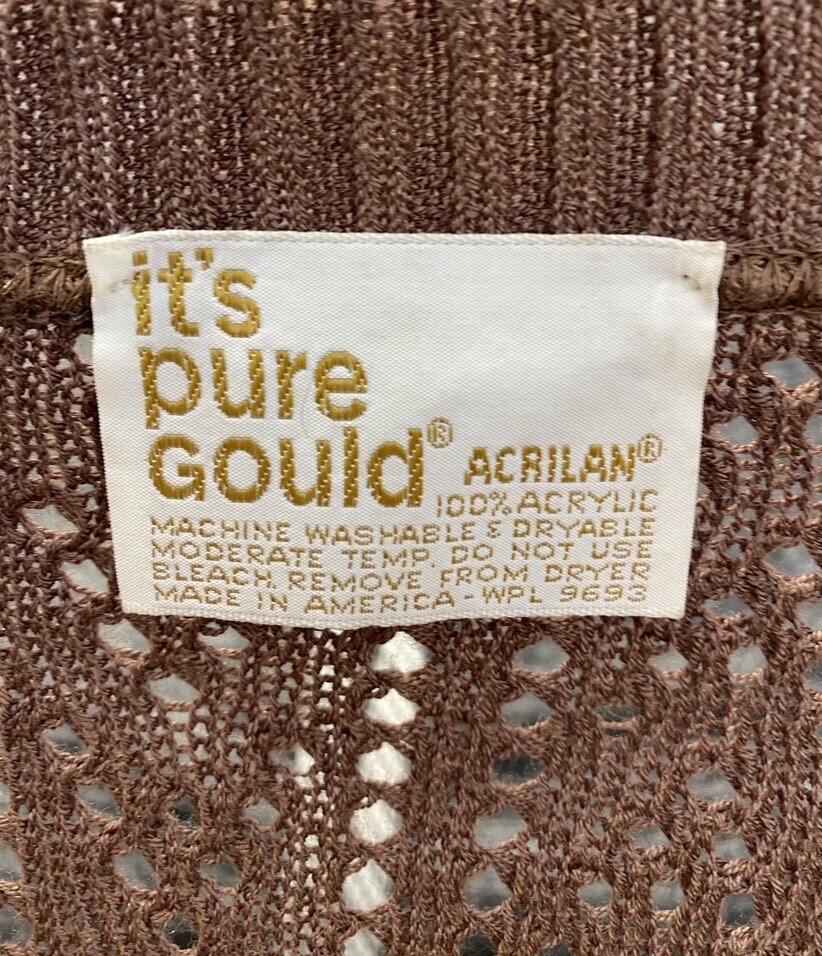 it's
pure
Gould® ACRILAN®
100% ACRYLIC
MACHINE WASHABLE & DRYABLE
MODERATE TEMP. DO NOT USE
BLEACH. REMOVE FROM DRYER
MADE IN AMERICA - WPL 9693